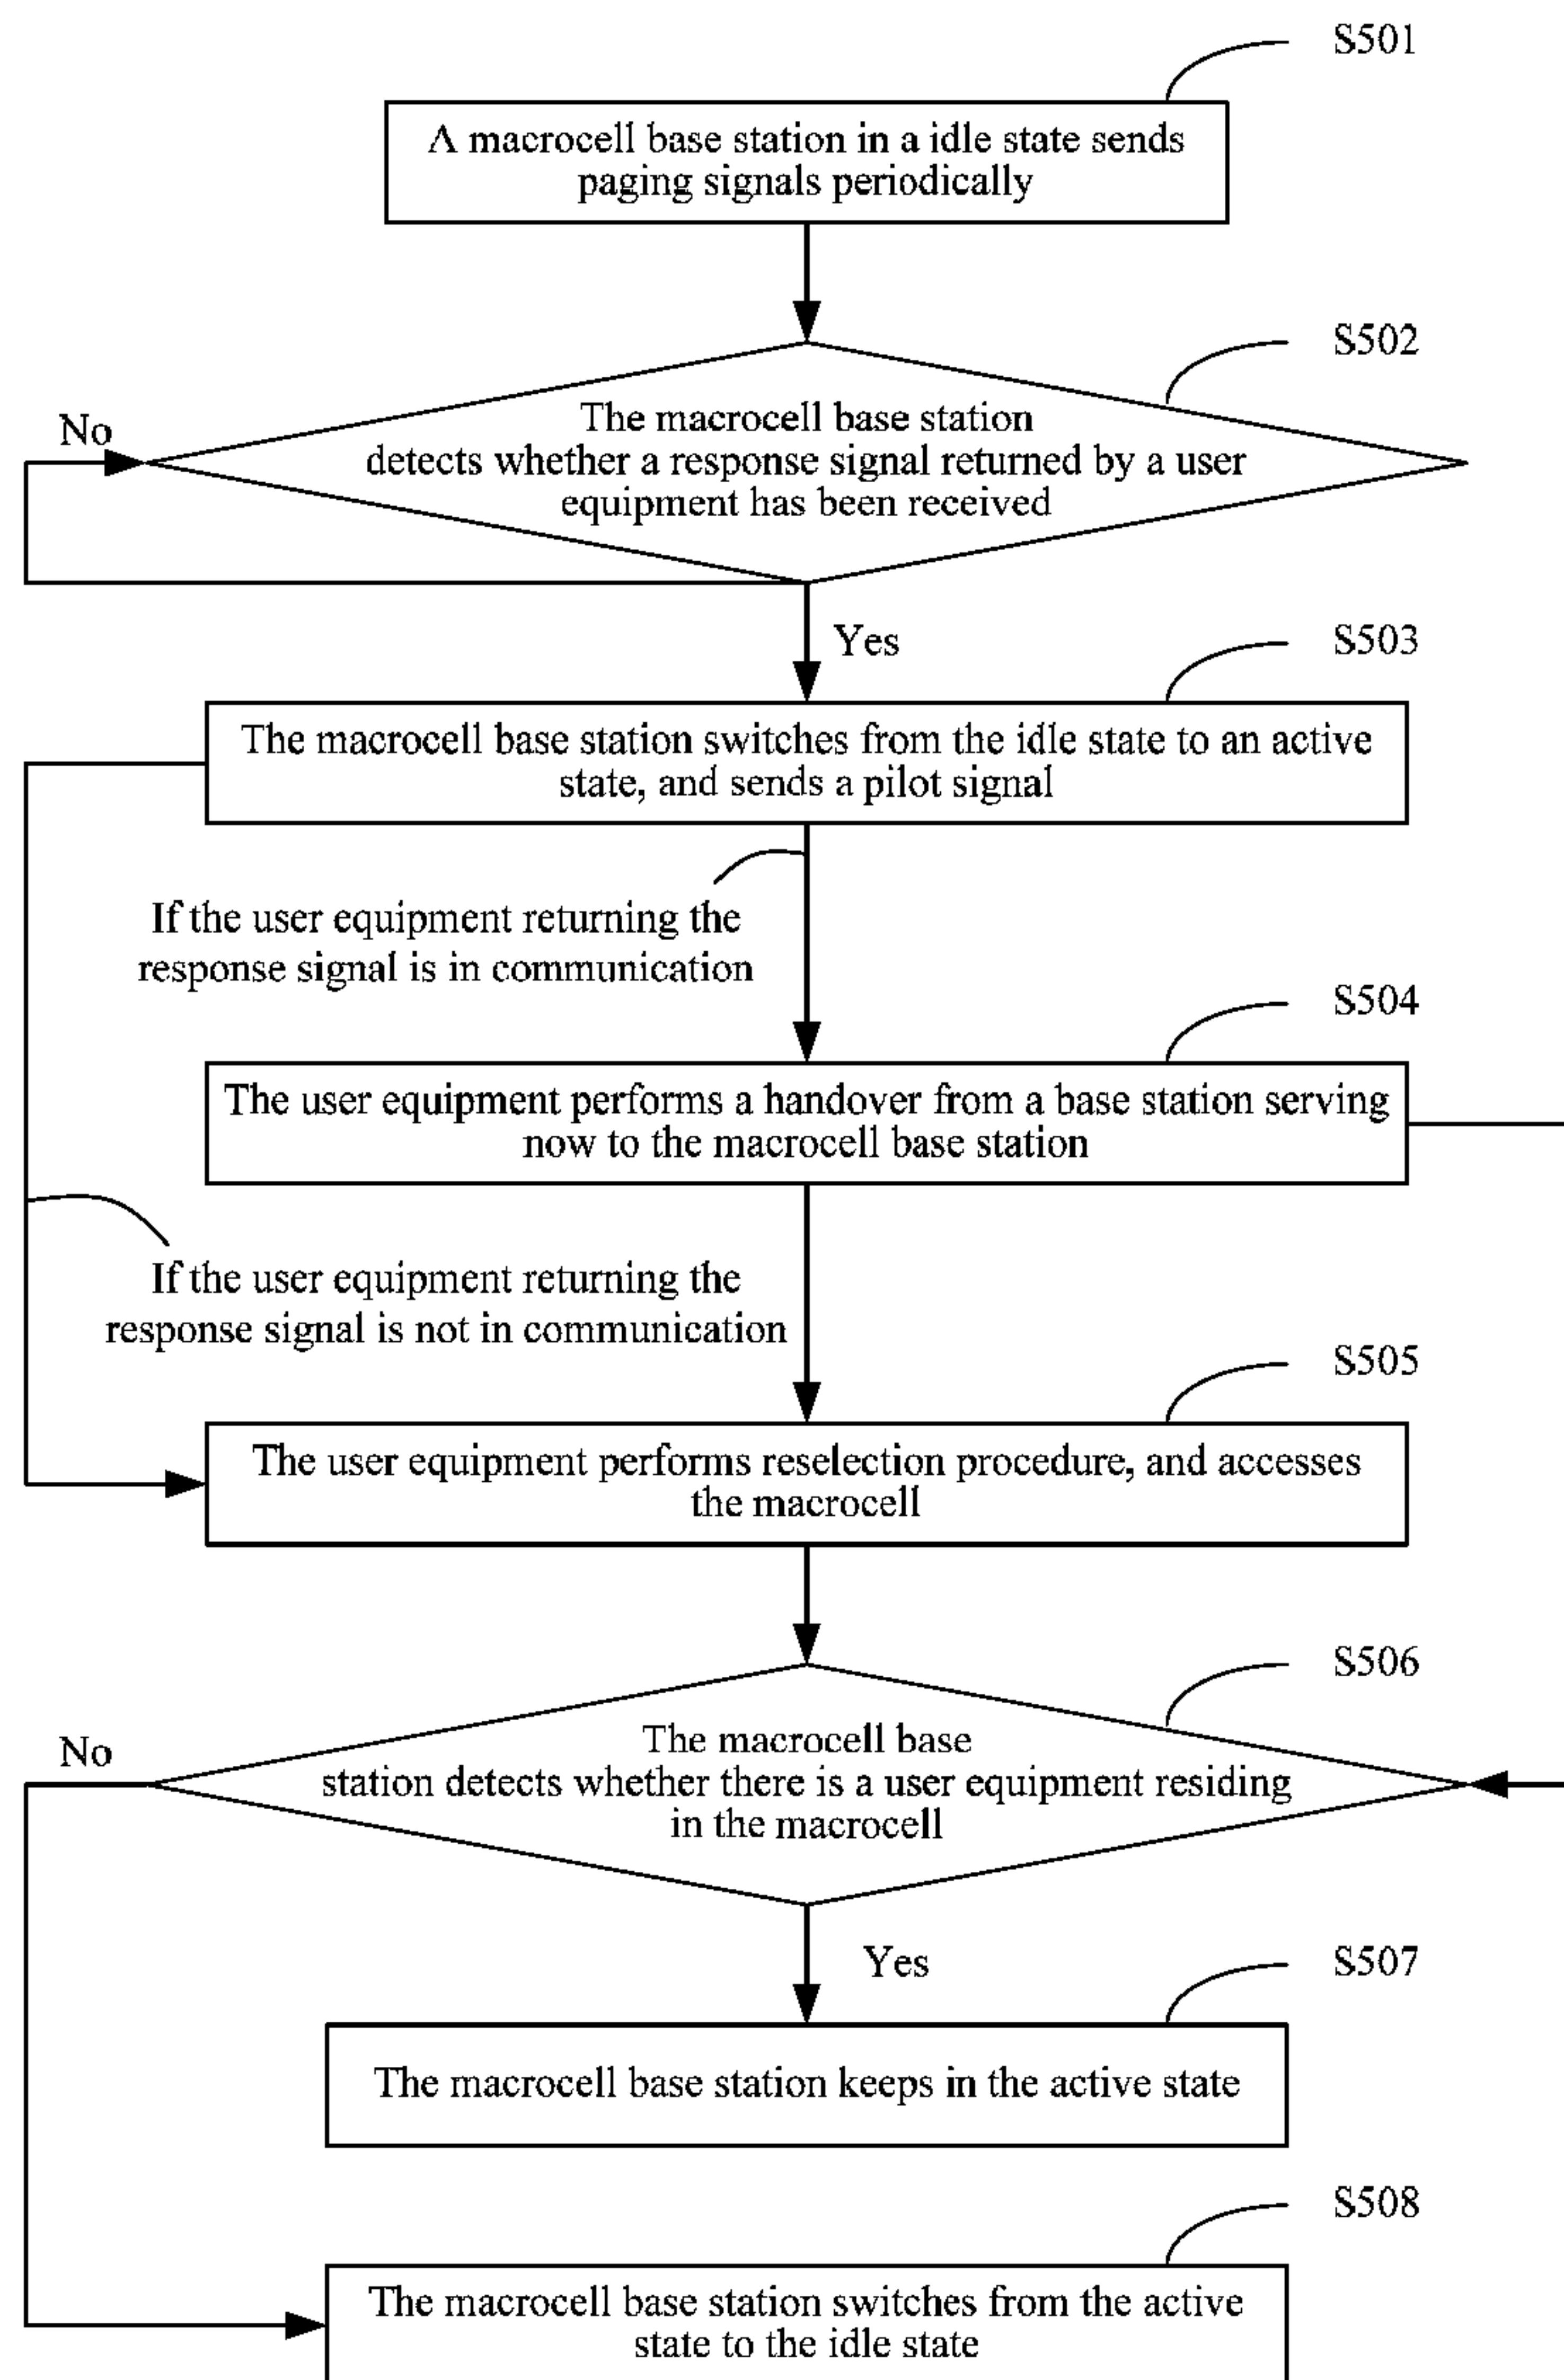 S501
A macrocell base station in a idle state sends
paging signals periodically
S502
No
The macrocell base station
detects whether a response signal returned by a user
equipment has been received
Yes
S503
The macrocell base station switches from the idle state to an active
state, and sends a pilot signal
If the user equipment returning the
response signal is in communication
S504
The user equipment performs a handover from a base station serving
now to the macrocell base station
If the user equipment returning the
response signal is not in communication
S505
The user equipment performs reselection procedure, and accesses
the macrocell
S506
No
The macrocell base
station detects whether there is a user equipment residing
in the macrocell
Yes
S507
The macrocell base station keeps in the active state
S508
The macrocell base station switches from the active
state to the idle state